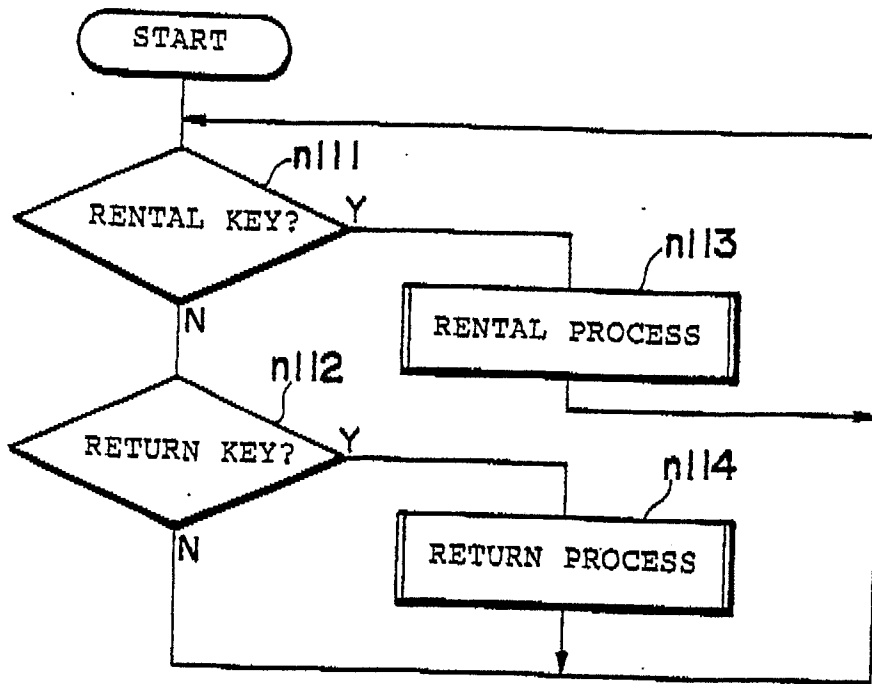 START
n111
RENTAL KEY?
Y
n113
RENTAL PROCESS
N
n112
RETURN KEY?
Y
n114
RETURN PROCESS
N